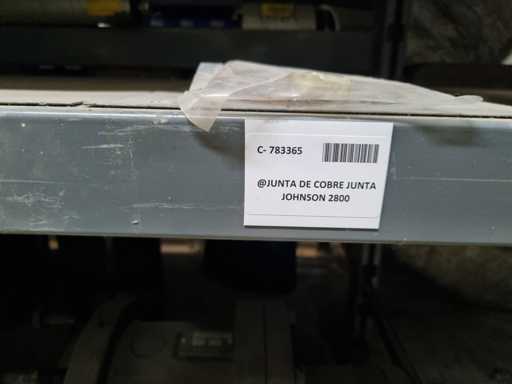 C- 783365
@JUNTA DE COBRE JUNTA
JOHNSON 2800